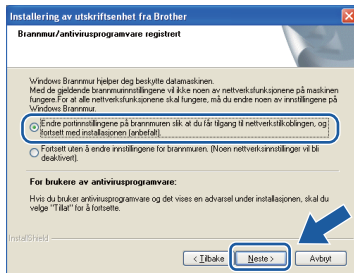 Installering av utskriftsenhet fra Brother
Brannmur/antivirusprogramvare registrert
Windows Brannmur hjelper deg beskytte datamaskinen.
Med de gjeldende brannmurinnstillingene vil ikke noen av nettverksfunksjonene på maskinen
fungere.For at alle nettverksfunksjonene skal fungere, må du endre noen av innstillingene på
Windows Brannmur.
Endre portinnstillingene på brannmuren slik at du får tilgang til nettverkstilkoblingen, og
fortsett med installasjonen (anbefalt).
Fortsett uten å endre innstillingene for brannmuren. (Noen nettverksinnstillinger vil bli
deaktivert).
For brukere av antivirusprogramvare:
Hvis du bruker antivirusprogramvare og det vises en advarsel under installasjonen, skal du
velge "Tillat" for å fortsette.
InstallShield
< Tilbake
Neste >
Avbryt